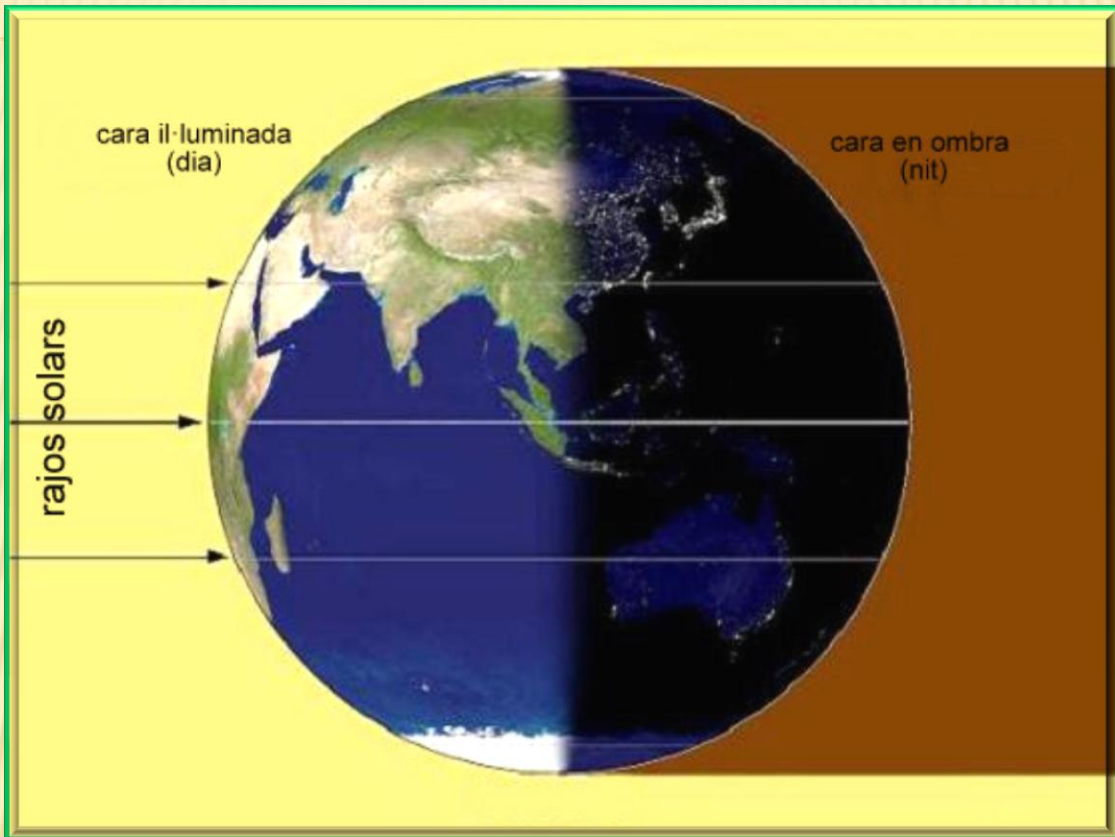 cara il·luminada
(dia)
cara en ombra
(nit)
rajos solars